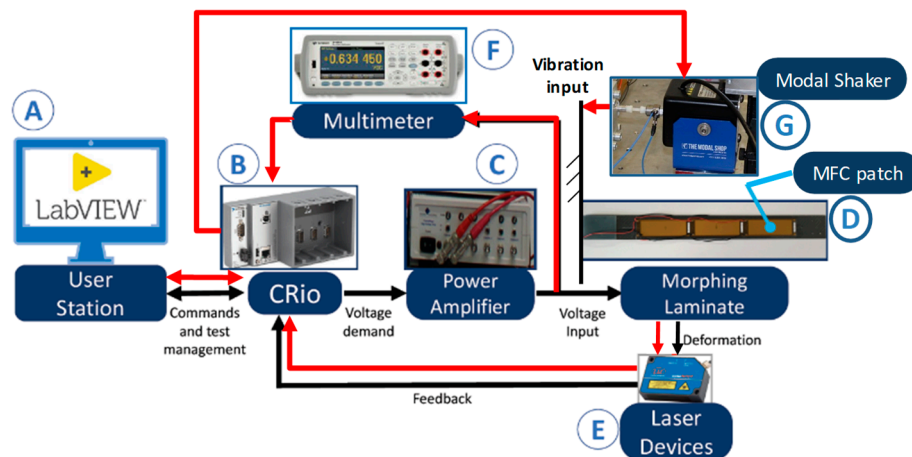 A
LabVIEW™
User
Station
Commands
and test
management
B
CRio
Voltage
demand
F
+0.634 450
Multimeter
C
Power
Amplifier
Vibration
input
Voltage
Input
THE MODAL SHOP
Modal Shaker
G
MFC patch
D
Morphing
Laminate
Deformation
Feedback
E
Laser
Devices